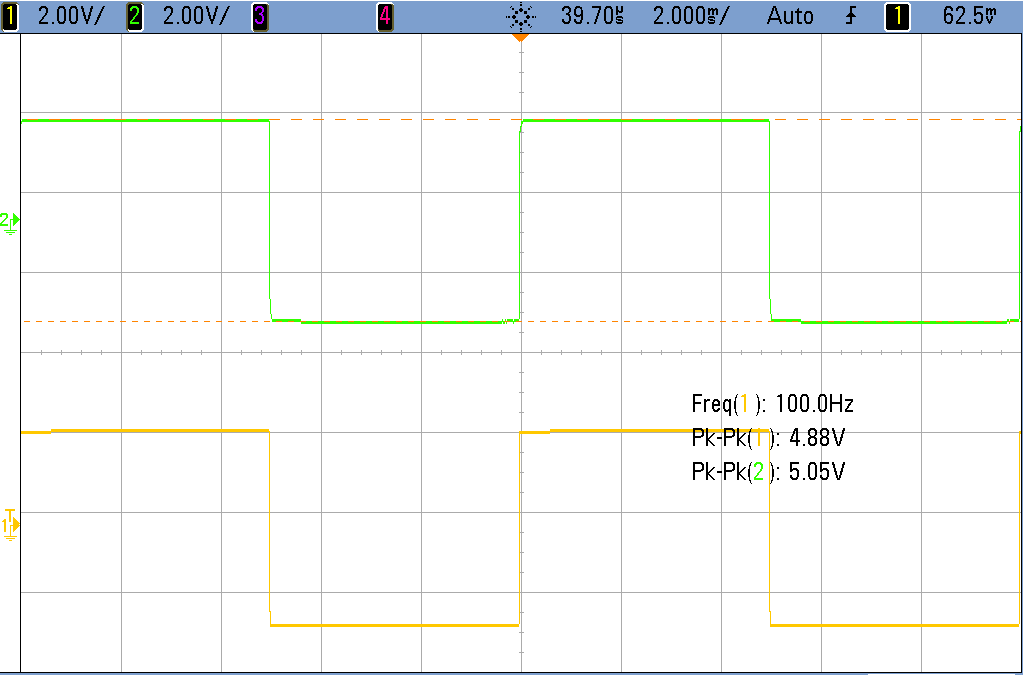 1 2.00V/ 2 2.00V/ 3 4 39.70µs 2.000ms/ Auto 1 62.5mV
2
Freq(1): 100.0Hz
Pk-Pk(1): 4.88V
Pk-Pk(2): 5.05V
T
1